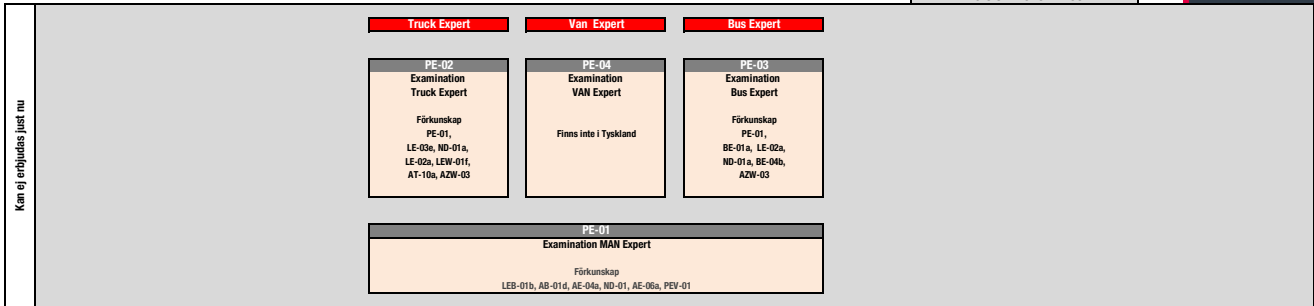 Kan ej erbjudas just nu
Truck Expert
Van Expert
Bus Expert
PE-02
Examination
Truck Expert
Förkunskap
PE-01,
LE-03e, ND-01a,
LE-02a, LEW-01f,
AT-10a, AZW-03
PE-04
Examination
VAN Expert
Finns inte i Tyskland
PE-03
Examination
Bus Expert
Förkunskap
PE-01,
BE-01a, LE-02a,
ND-01a, BE-04b,
AZW-03
PE-01
Examination MAN Expert
Förkunskap
LEB-01b, AB-01d, AE-04a, ND-01, AE-06a, PEV-01